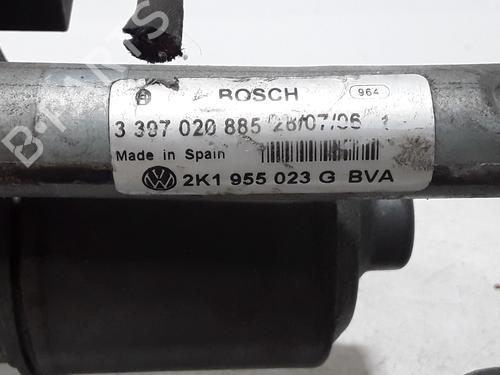 BOSCH 964
3 397 020 885 28/07/06 1
Made in Spain
2K1 955 023 G BVA